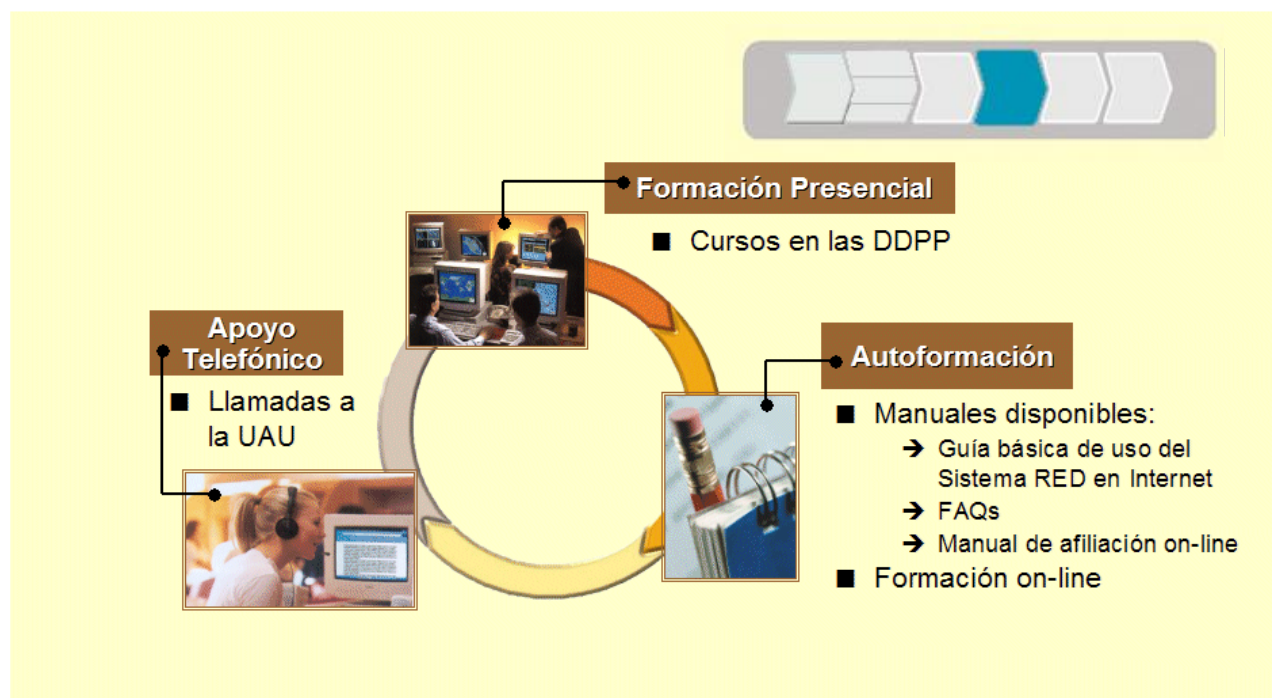 Formación Presencial
■ Cursos en las DDPP
Apoyo
Telefónico
■ Llamadas a
la UAU
Autoformación
■ Manuales disponibles:
➔ Guía básica de uso del
Sistema RED en Internet
➔ FAQs
➔ Manual de afiliación on-line
■ Formación on-line